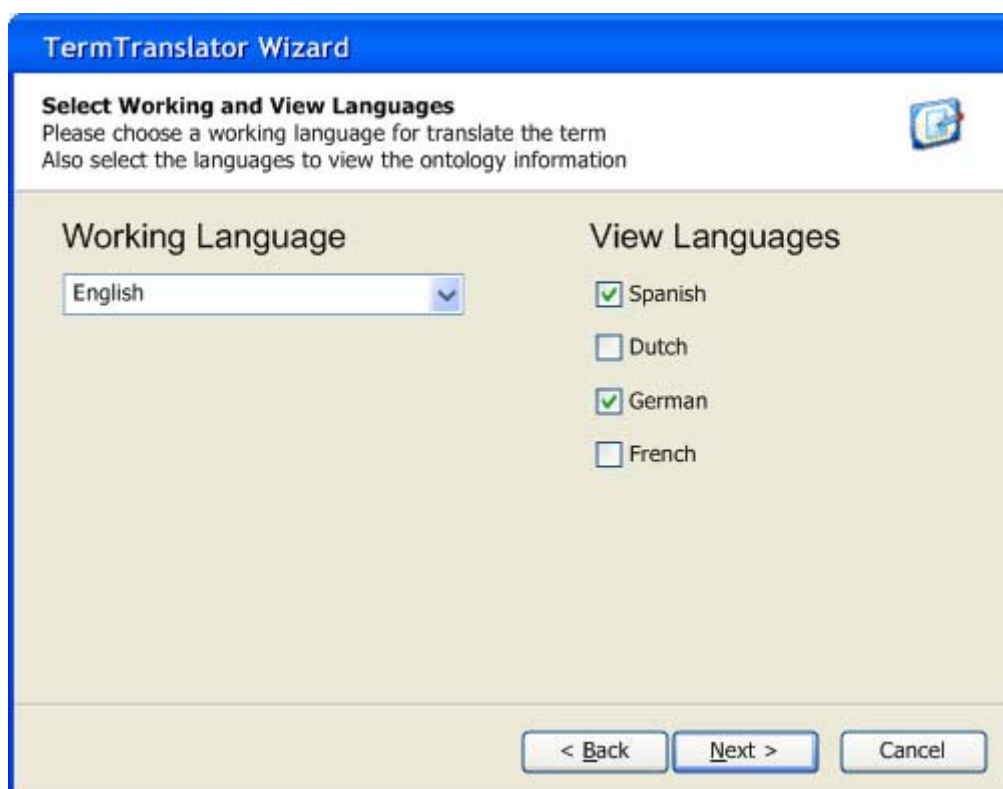 TermTranslator Wizard
Select Working and View Languages
Please choose a working language for translate the term
Also select the languages to view the ontology information
Working Language
English
View Languages
Spanish
Dutch
German
French
< Back
Next >
Cancel